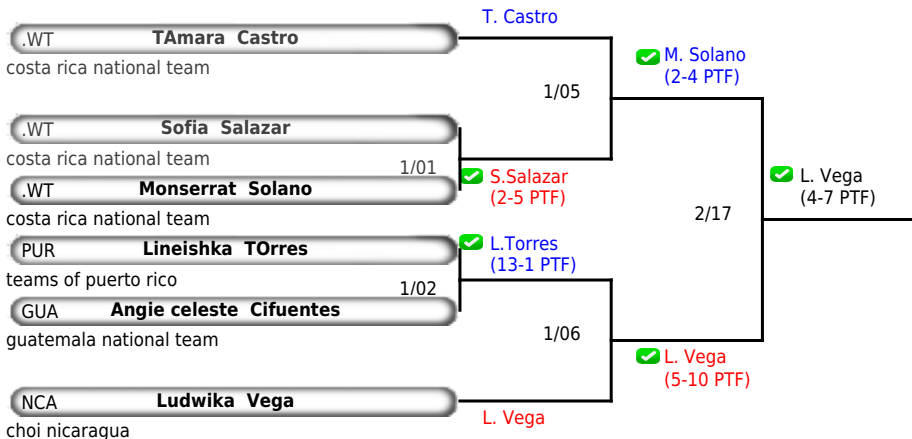 T. Castro
.WT TAmara Castro
costa rica national team
M. Solano
(2-4 PTF)
1/05
.WT Sofia Salazar
costa rica national team
1/01
S.Salazar
(2-5 PTF)
.WT Monserrat Solano
costa rica national team
L. Vega
(4-7 PTF)
2/17
PUR Lineishka TOrres
teams of puerto rico
L.Torres
(13-1 PTF)
1/02
GUA Angie celeste Cifuentes
guatemala national team
1/06
L. Vega
(5-10 PTF)
NCA Ludwika Vega
choi nicaragua
L. Vega